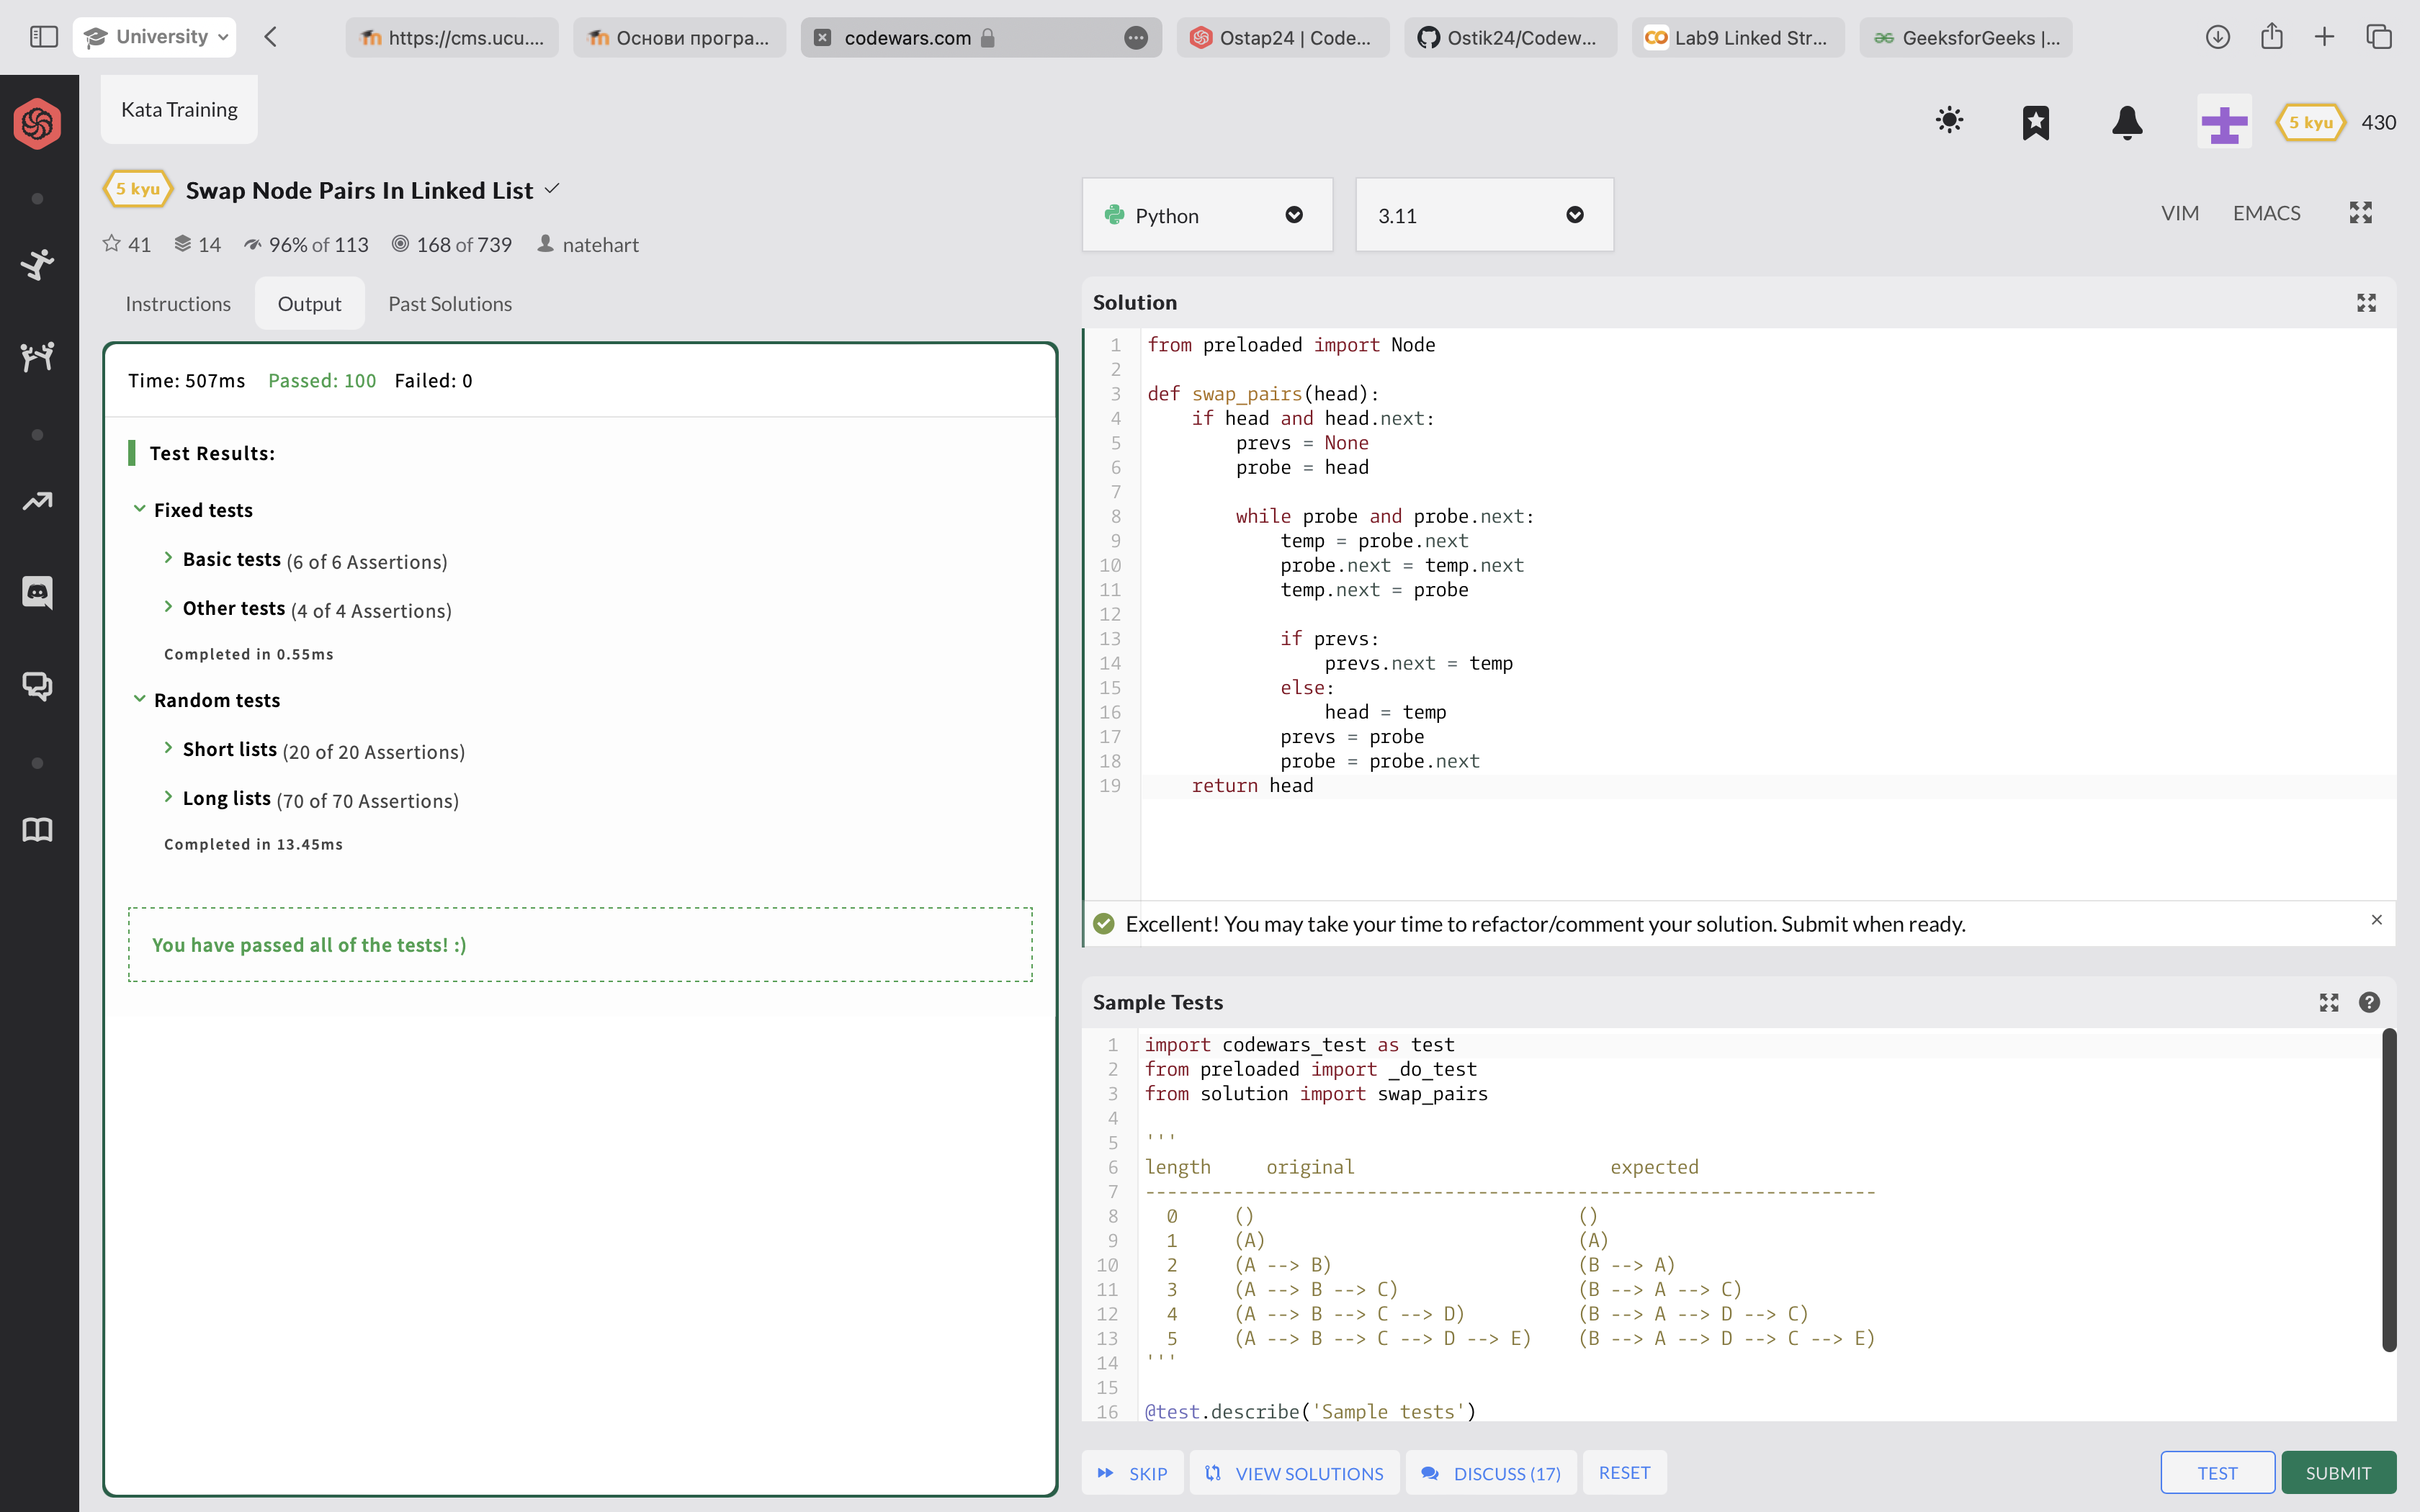 University
https://cms.ucu....
Основи програ...
codewars.com
Ostap24 | Code...
Ostik24/Codew...
Lab9 Linked Str...
GeeksforGeeks |...
Kata Training
5 kyu
430
5 kyu
Swap Node Pairs In Linked List
41
14
96% of 113
168 of 739
natehart
Python
3.11
VIM
EMACS
Instructions
Output
Past Solutions
Time: 507ms Passed: 100 Failed: 0
Test Results:
Fixed tests
Basic tests (6 of 6 Assertions)
Other tests (4 of 4 Assertions)
Completed in 0.55ms
Random tests
Short lists (20 of 20 Assertions)
Long lists (70 of 70 Assertions)
Completed in 13.45ms
You have passed all of the tests! :)
Solution
1 from preloaded import Node
2
3 def swap_pairs(head):
4     if head and head.next:
5         prevs = None
6         probe = head
7
8         while probe and probe.next:
9             temp = probe.next
10             probe.next = temp.next
11             temp.next = probe
12
13             if prevs:
14                 prevs.next = temp
15             else:
16                 head = temp
17             prevs = probe
18             probe = probe.next
19     return head
Excellent! You may take your time to refactor/comment your solution. Submit when ready.
Sample Tests
1 import codewars_test as test
2 from preloaded import _do_test
3 from solution import swap_pairs
4
5 '''
6 length     original                       expected
7 ------------------------------------------------------------------
8   0     ()                             ()
9   1     (A)                            (A)
10   2     (A --> B)                      (B --> A)
11   3     (A --> B --> C)                (B --> A --> C)
12   4     (A --> B --> C --> D)          (B --> A --> D --> C)
13   5     (A --> B --> C --> D --> E)    (B --> A --> D --> C --> E)
14 '''
15
16 @test.describe('Sample tests')
SKIP
VIEW SOLUTIONS
DISCUSS (17)
RESET
TEST
SUBMIT